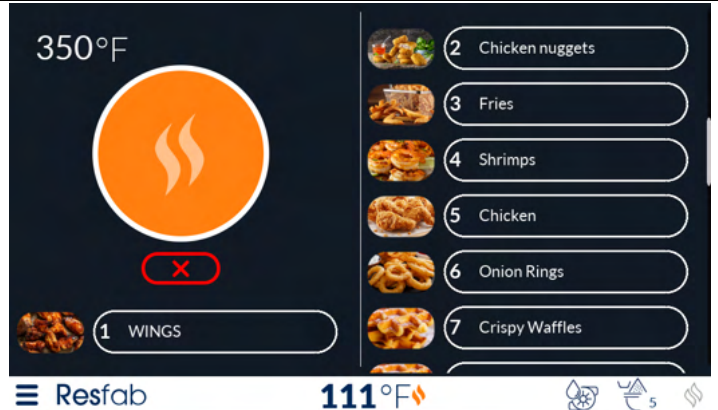 350°F
1 WINGS
2 Chicken nuggets
3 Fries
4 Shrimps
5 Chicken
6 Onion Rings
7 Crispy Waffles
Resfab
111°F
5